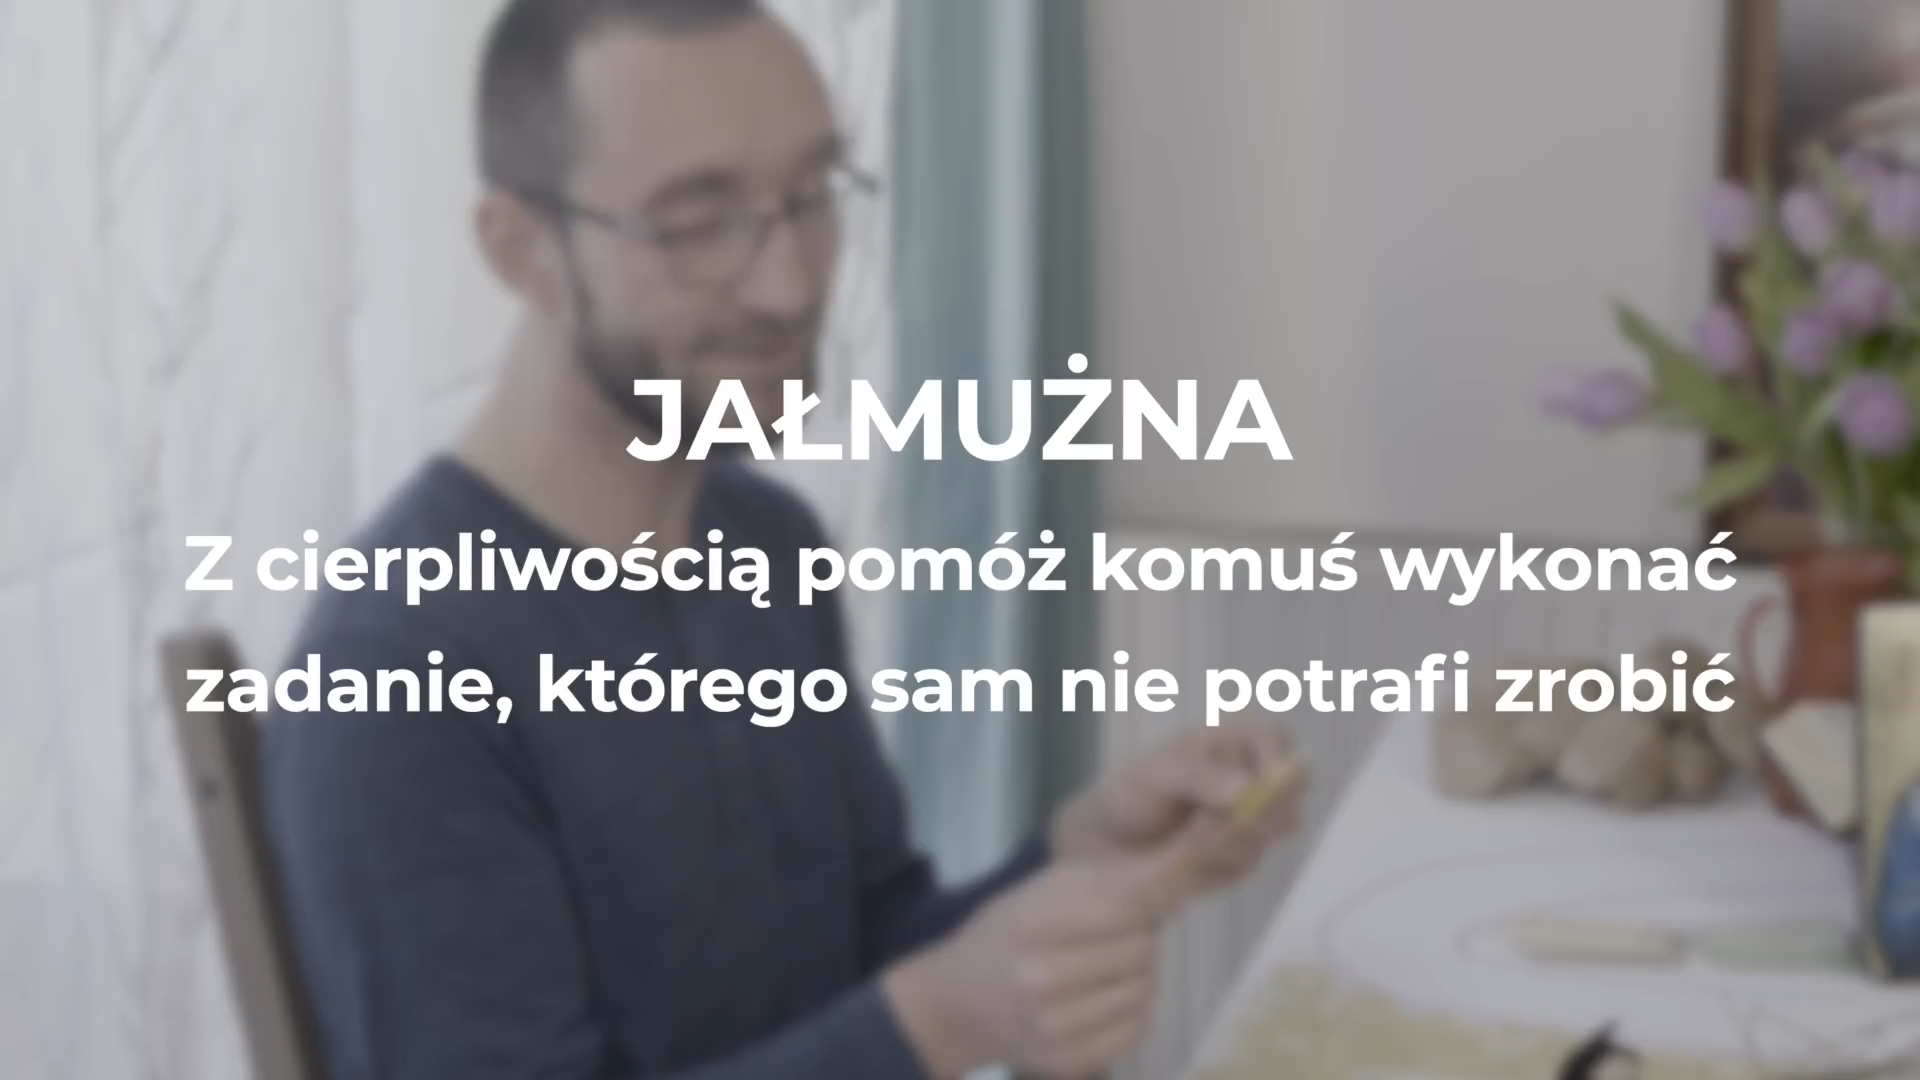 JAŁMUŻNA
Z cierpliwością pomóż komuś wykonać
zadanie, którego sam nie potrafi zrobić